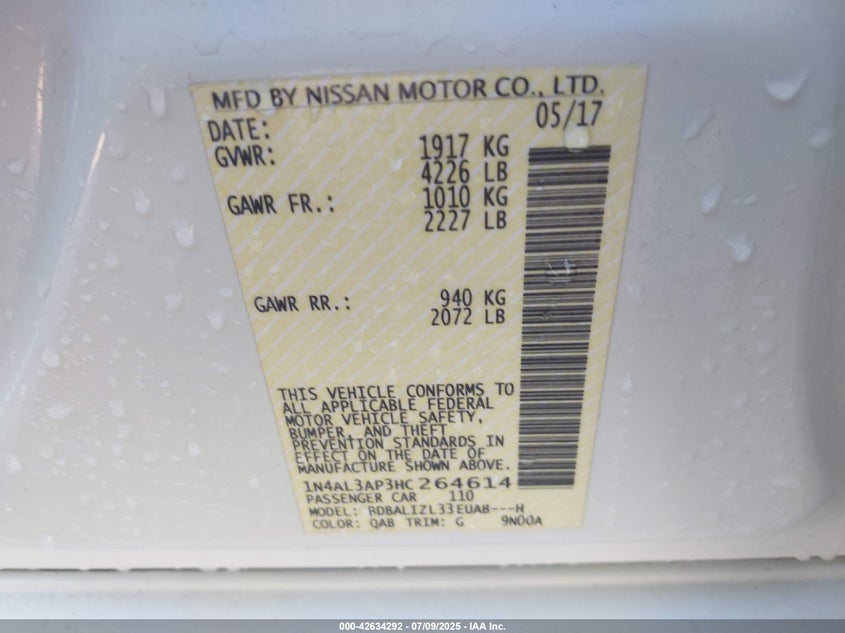 MFD BY NISSAN MOTOR CO., LTD.
DATE: 05/17
GVWR: 1917 KG
4226 LB
GAWR FR.: 1010 KG
2227 LB
GAWR RR.: 940 KG
2072 LB
THIS VEHICLE CONFORMS TO
ALL APPLICABLE FEDERAL
MOTOR VEHICLE SAFETY,
BUMPER, AND THEFT
PREVENTION STANDARDS IN
EFFECT ON THE DATE OF
MANUFACTURE SHOWN ABOVE.
1N4AL3AP3HC264614
PASSENGER CAR 110
MODEL: BDBALIZL33EUAB---H
COLOR: QAB TRIM: G 9N00A
000-42634292 - 07/09/2025 - IAA Inc.